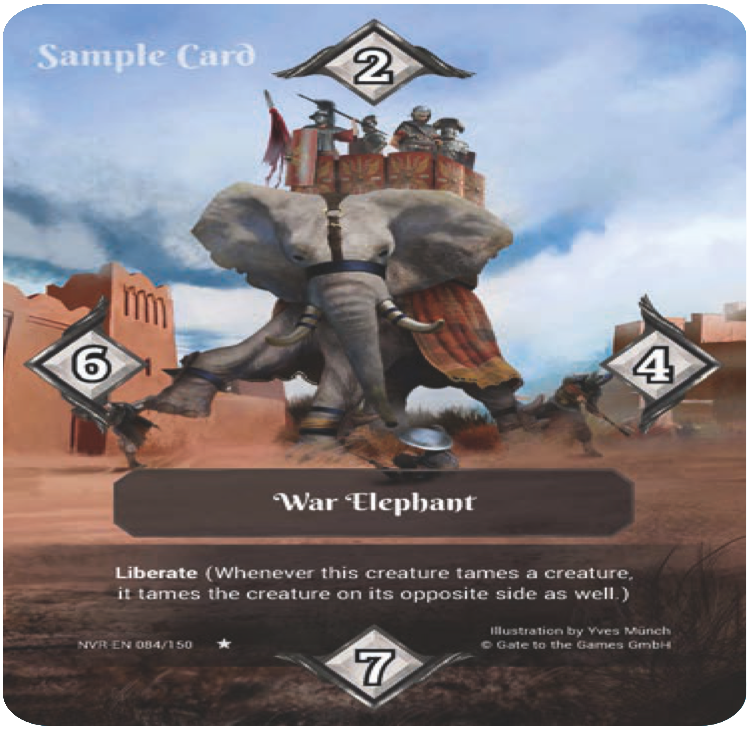 Sample Card
2
6
4
War Elephant
Liberate (Whenever this creature tames a creature,
it tames the creature on its opposite side as well.)
Illustration by Yves Münch
NVR-EN 084/150 ★
© Gate to the Games GmbH
7